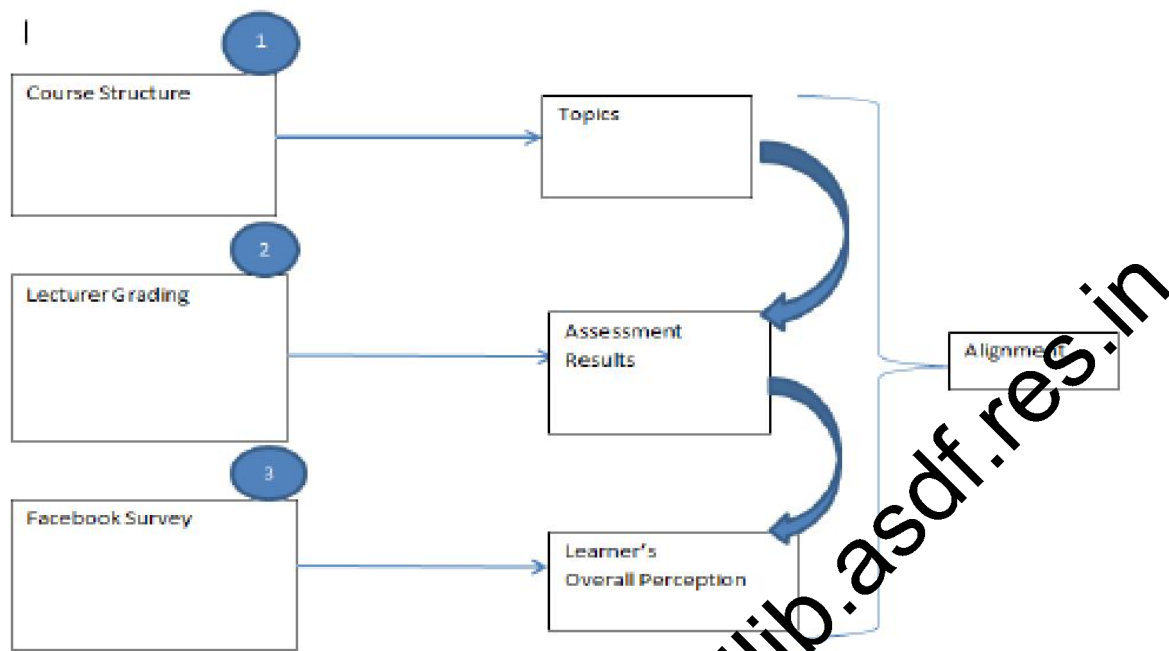 1
Course Structure
Topics
2
Lecturer Grading
Assessment
Results
Alignment
3
Facebook Survey
Learner's
Overall Perception
lib.asdf.res.in